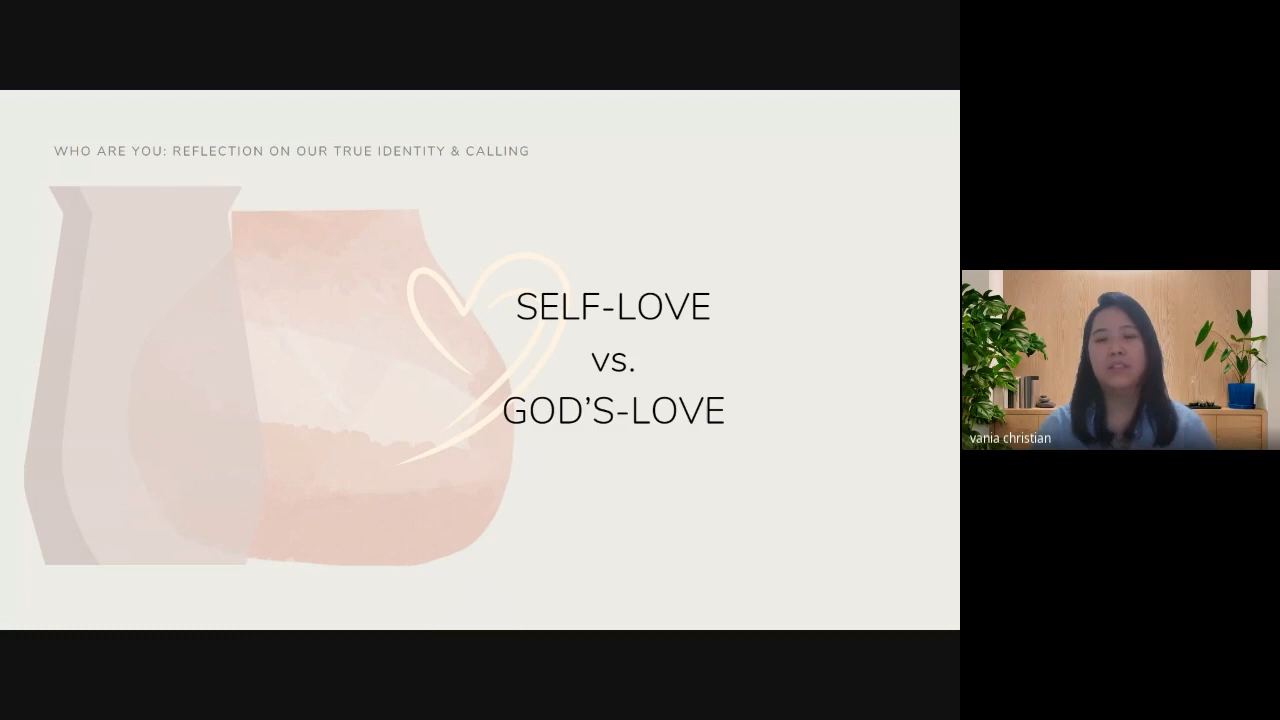 WHO ARE YOU: REFLECTION ON OUR TRUE IDENTITY & CALLING
SELF-LOVE
vs.
GOD’S-LOVE
vania christian